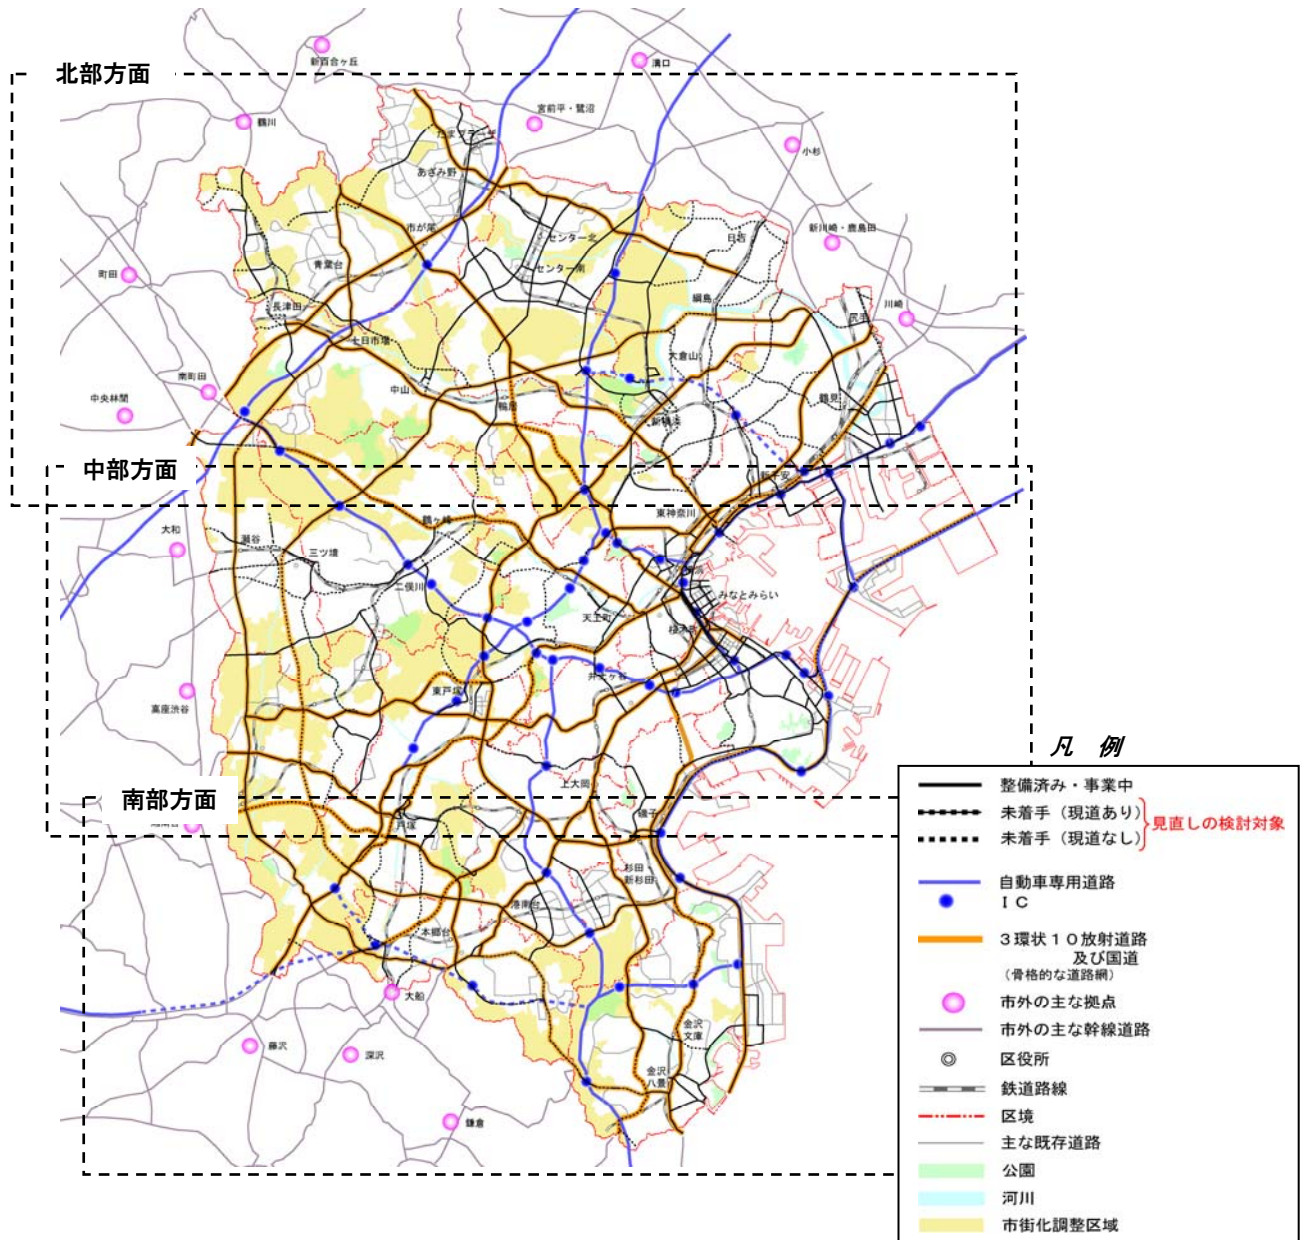 新百合ヶ丘
溝口
北部方面
宮前平・鷺沼
鶴川
たまプラーザ
小杉
あざみ野
市が尾
センター北
日吉
新川崎・鹿島田
青葉台
センター南
町田
長津田
綱島
川崎
尻手
十日市場
大倉山
南町田
中山
鴨居
鶴見
中央林間
新横浜
中部方面
新子安
東神奈川
鶴ヶ峰
大和
瀬谷
三ツ境
二俣川
みなとみらい
天王町
桜木町
井土ヶ谷
東戸塚
高座渋谷
上大岡
南部方面
磯子
戸塚
杉田
新杉田
港南台
本郷台
大船
金沢
文庫
藤沢
深沢
金沢
八景
鎌倉
凡 例
整備済み・事業中
未着手（現道あり）
見直しの検討対象
未着手（現道なし）
自動車専用道路
ＩＣ
３環状１０放射道路
及び国道
（骨格的な道路網）
市外の主な拠点
市外の主な幹線道路
区役所
鉄道路線
区境
主な既存道路
公園
河川
市街化調整区域